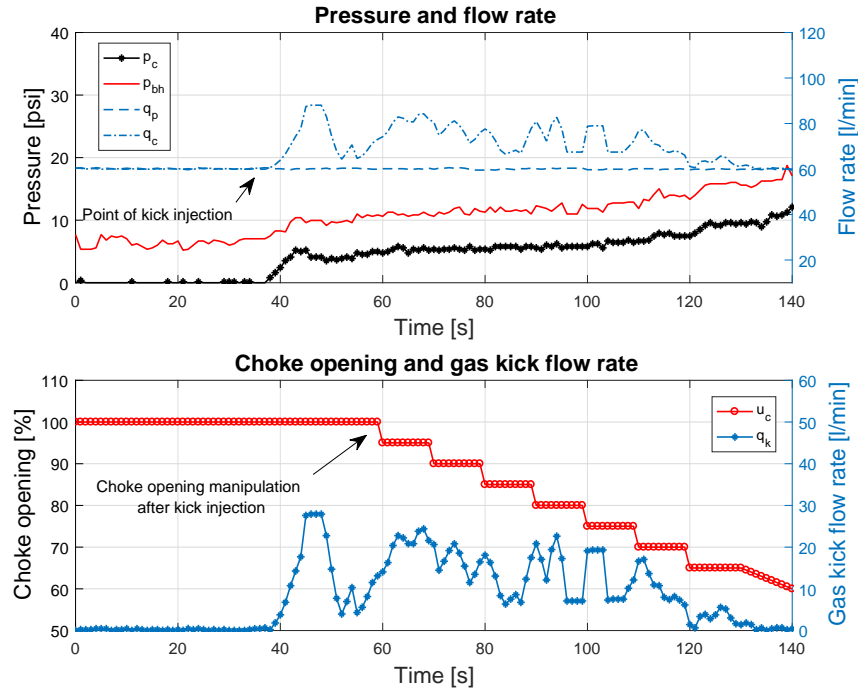 Pressure and flow rate
40
30
20
10
0
Pressure [psi]
p_c
p_bh
q_p
q_c
Point of kick injection
120
100
80
60
40
20
Flow rate [l/min]
0 20 40 60 80 100 120 140
Time [s]
Choke opening and gas kick flow rate
110
100
90
80
70
60
50
Choke opening [%]
u_c
q_k
Choke opening manipulation
after kick injection
60
50
40
30
20
10
0
Gas kick flow rate [l/min]
0 20 40 60 80 100 120 140
Time [s]